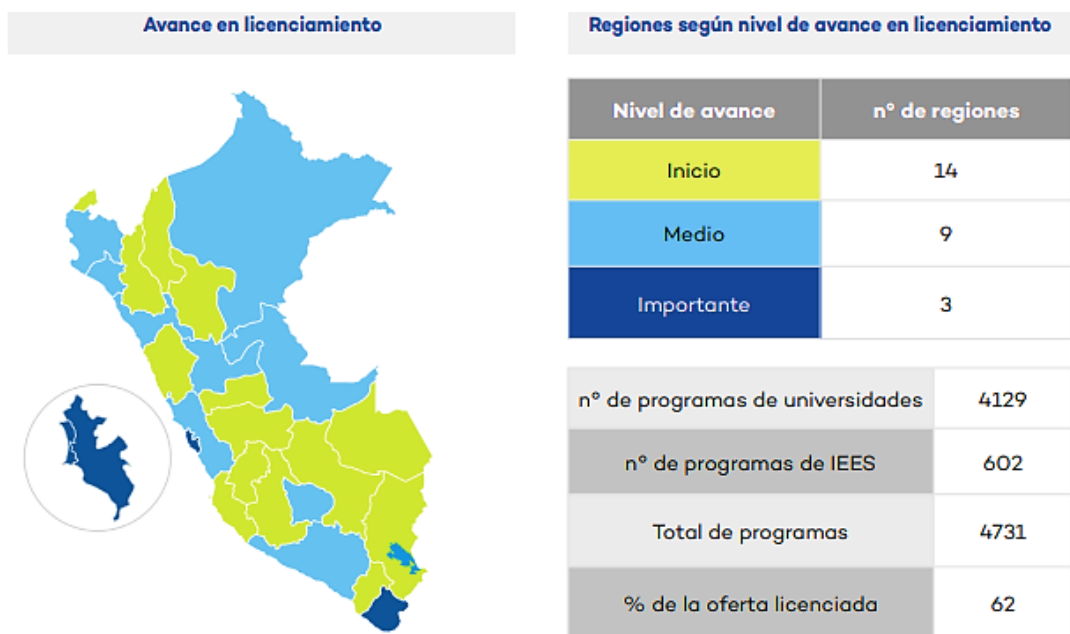 Avance en licenciamiento
Regiones según nivel de avance en licenciamiento
Nivel de avance n° de regiones
Inicio 14
Medio 9
Importante 3
n° de programas de universidades 4129
n° de programas de IEES 602
Total de programas 4731
% de la oferta licenciada 62